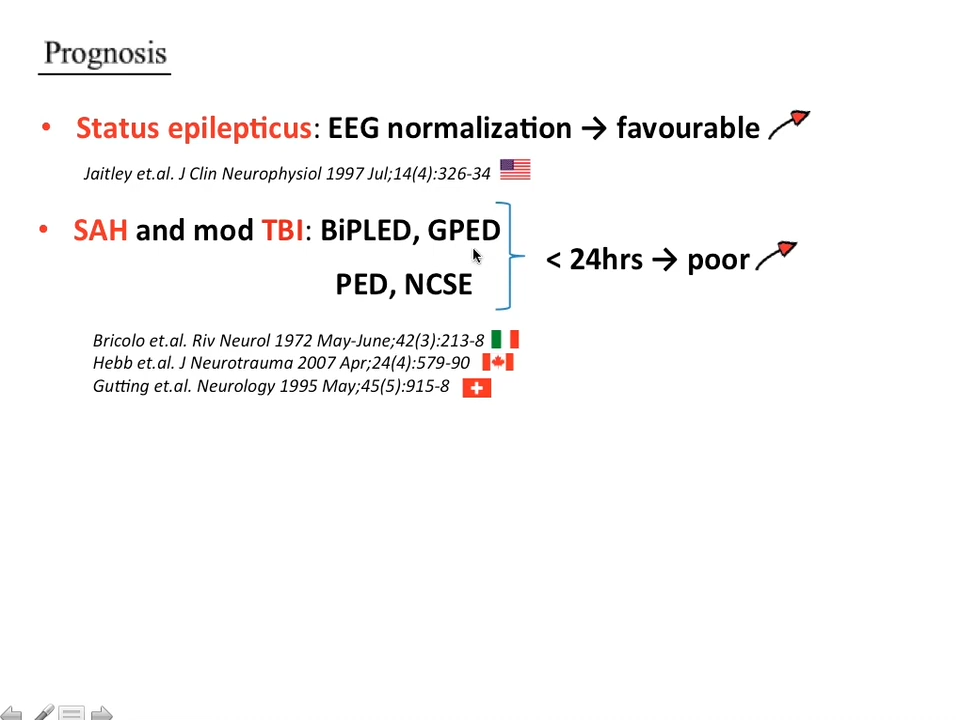 Prognosis
• Status epilepticus: EEG normalization → favourable
Jaitley et.al. J Clin Neurophysiol 1997 Jul;14(4):326-34
• SAH and mod TBI: BiPLED, GPED
< 24hrs → poor
PED, NCSE
Bricolo et.al. Riv Neurol 1972 May-June;42(3):213-8
Hebb et.al. J Neurotrauma 2007 Apr;24(4):579-90
Gutting et.al. Neurology 1995 May;45(5):915-8